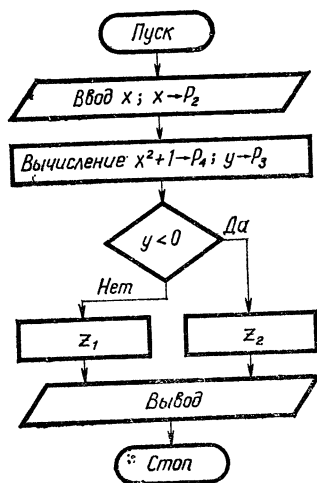 Пуск
Ввод x; x→P₂
Вычисление x²+1→P₄; y→P₃
y<0
Да
Нет
Z₁
Z₂
Вывод
Стоп